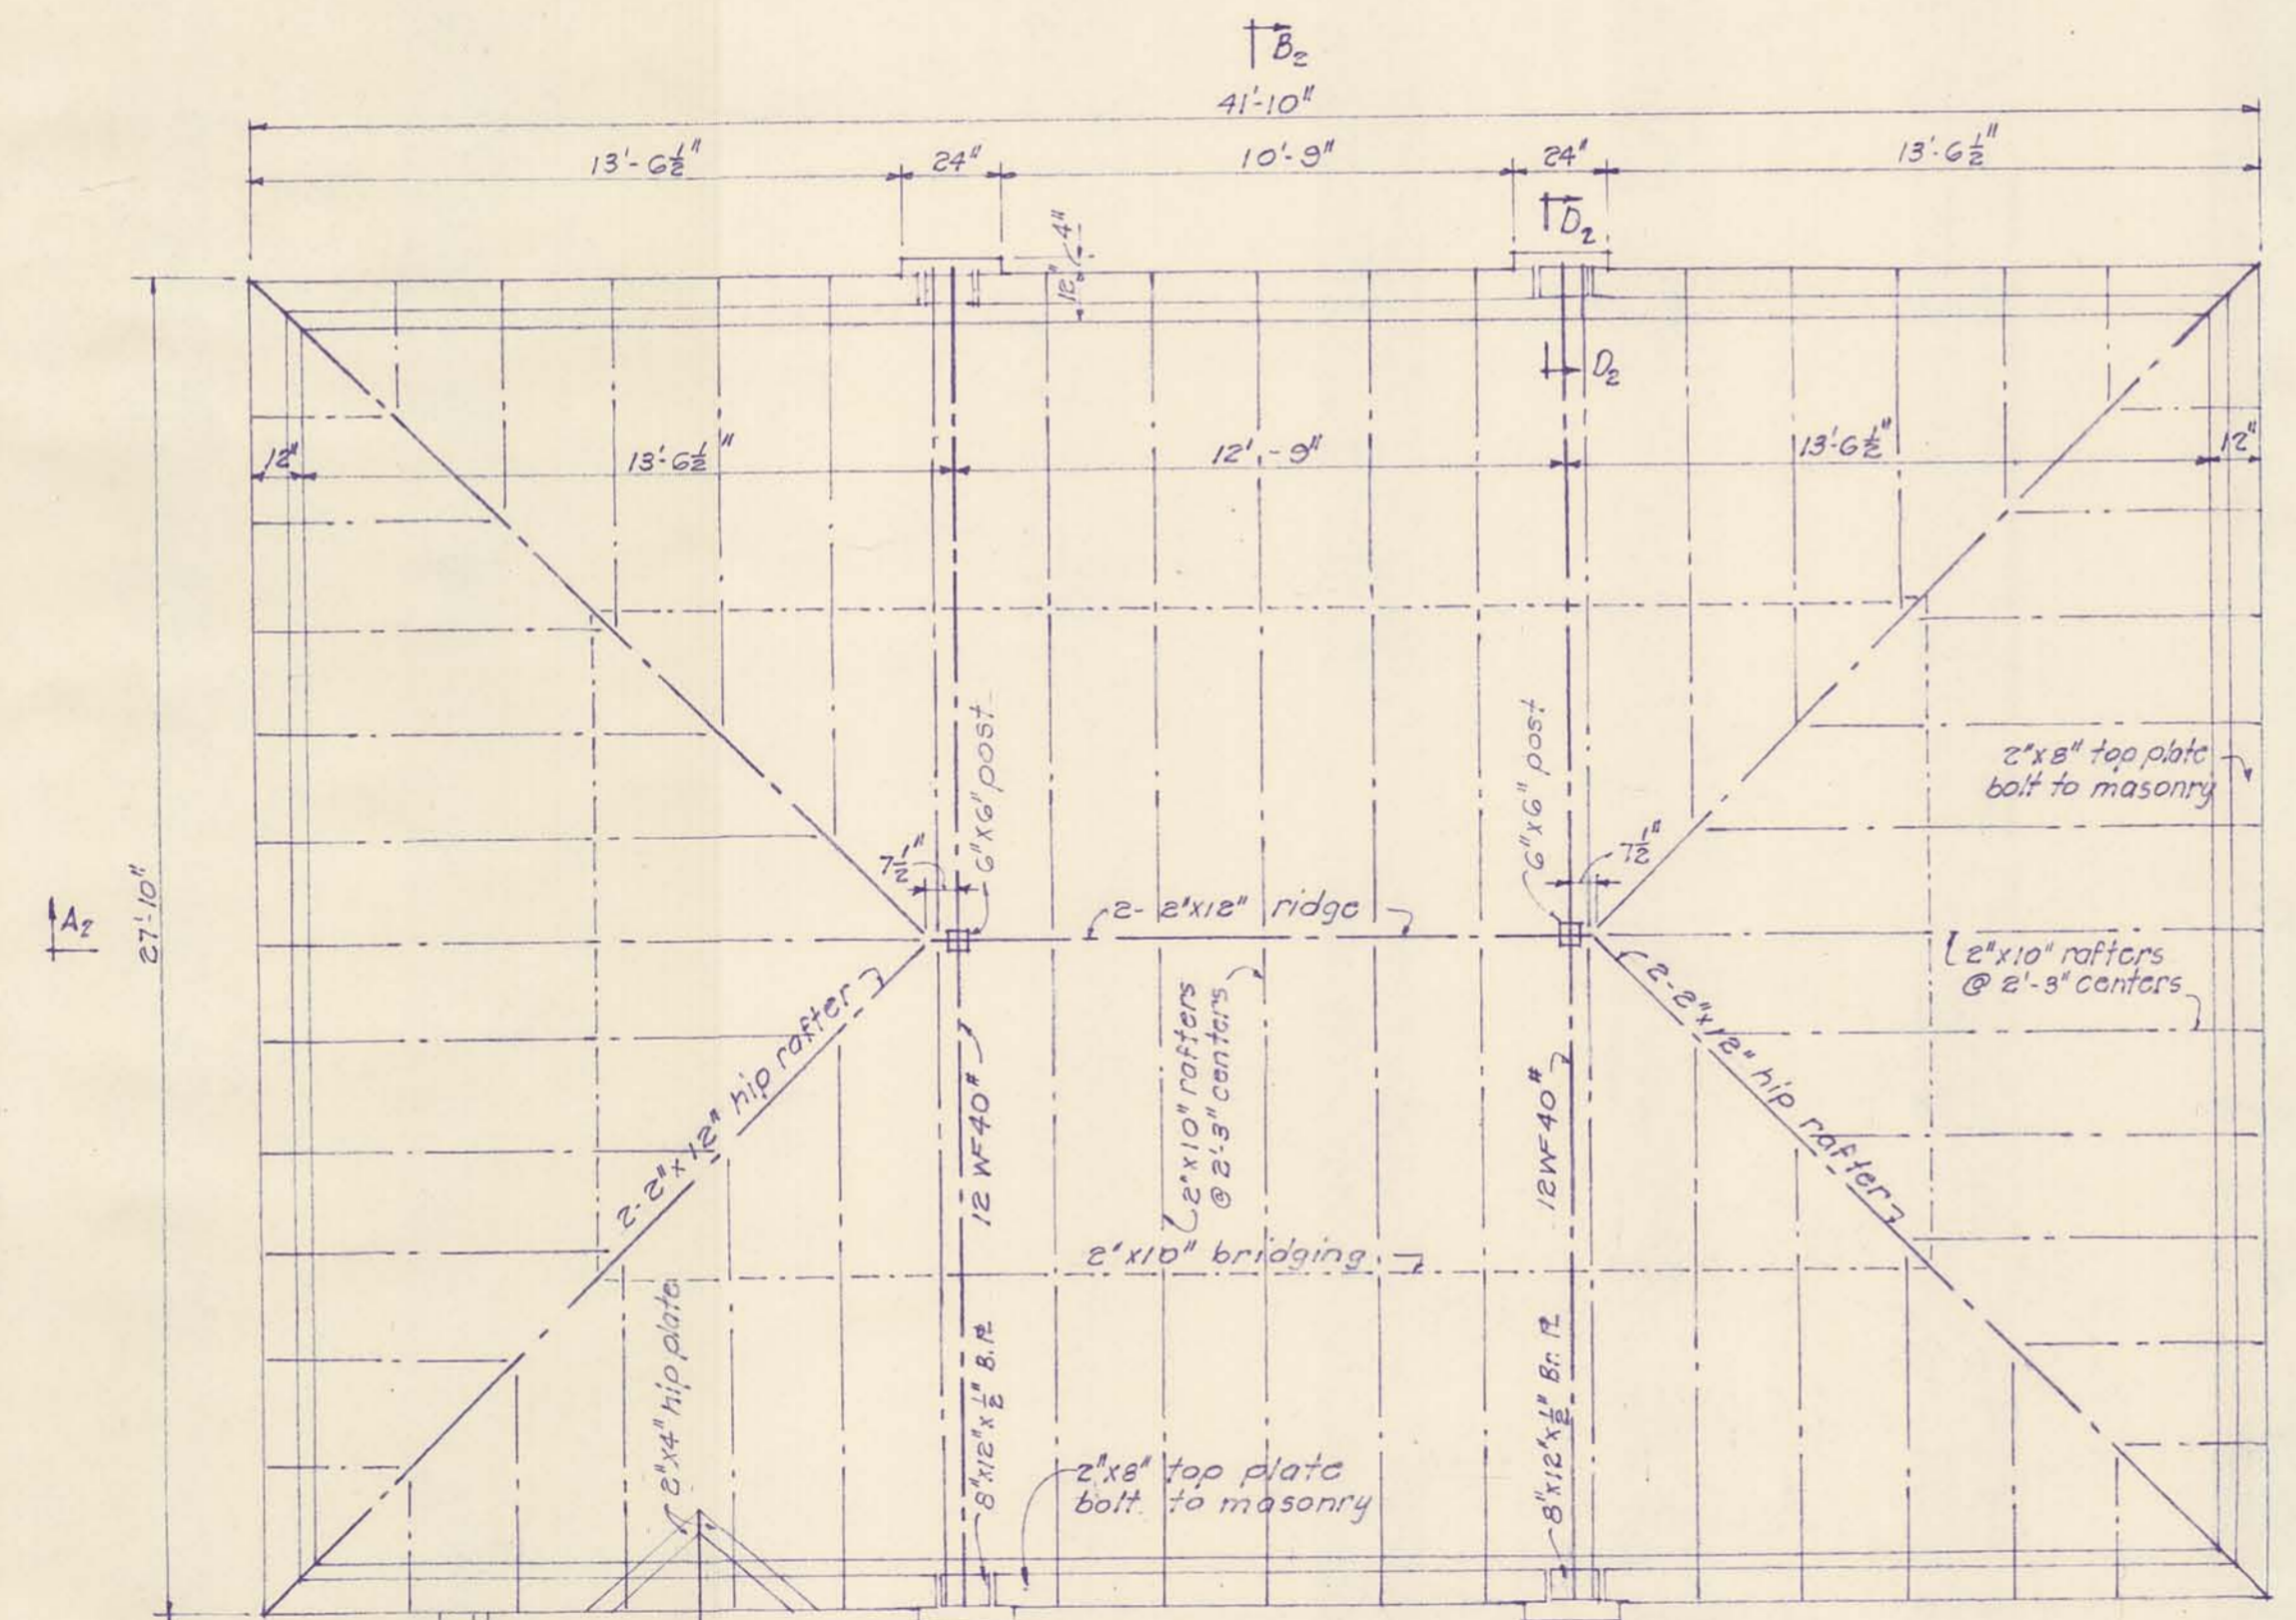 B2
41'-10"
13'-6½"
24"
10'-9"
24"
13'-6½"
D2
4"
12"
D2
12"
13'-6½"
12'-9"
13'-6½"
12"
6"x6" post
6"x6" post
2"x8" top plate
bolt to masonry
7½"
7½"
27'-10"
A2
2-2"x12" ridge
2"x10" rafters
@ 2'-3" centers
2-2"x12" hip rafter
12 WF 40#
2"x10" rafters
@ 2'-3" centers
12 WF 40#
2-2"x12" hip rafter
2"x10" bridging
2"x4" hip plate
8"x12"x½" B. PL
8"x12"x½" Br. PL
2"x8" top plate
bolt to masonry